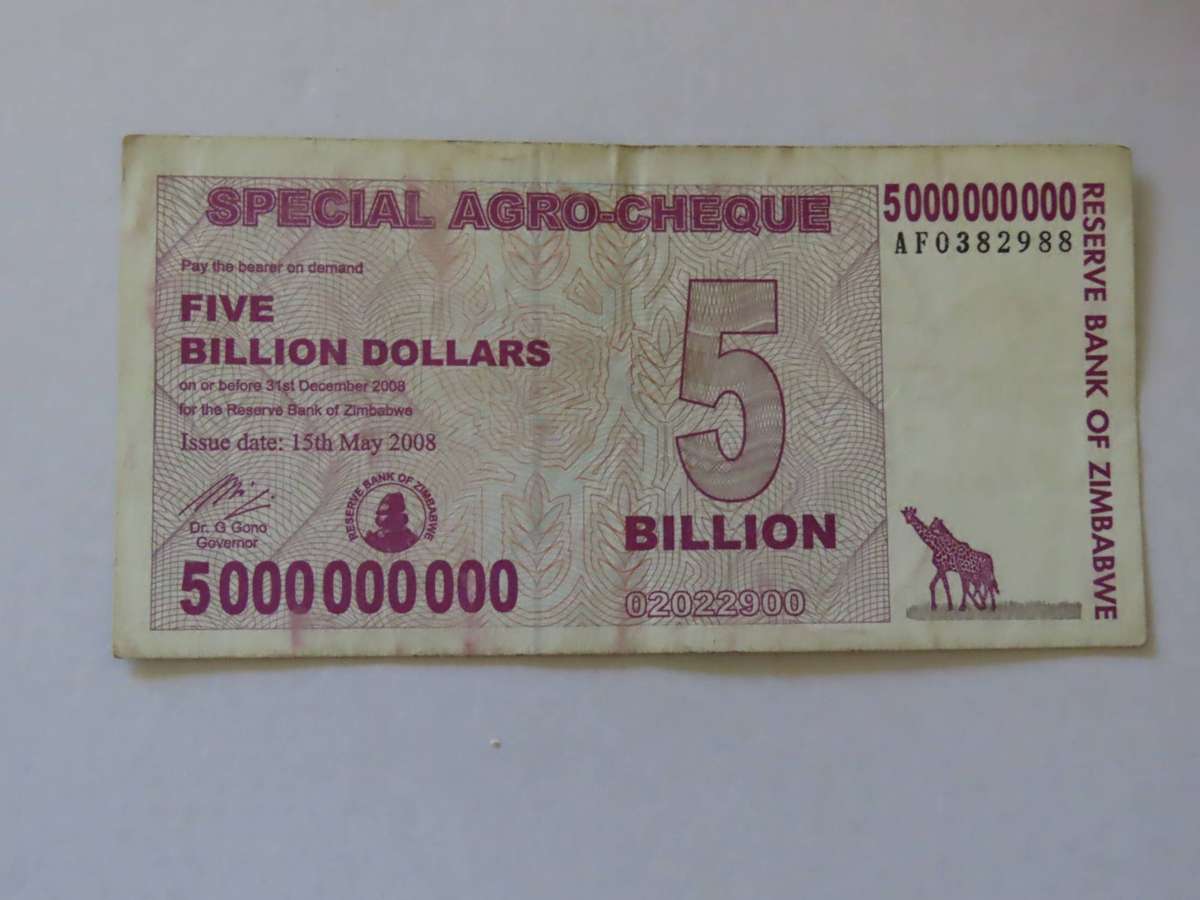 SPECIAL AGRO-CHEQUE
5000000000
AF0382988
Pay the bearer on demand
FIVE
BILLION DOLLARS
on or before 31st December 2008
for the Reserve Bank of Zimbabwe
Issue date: 15th May 2008
Dr. G Gono
Governor
RESERVE BANK OF ZIMBABWE
5000000000
5
BILLION
02022900
RESERVE BANK OF ZIMBABWE